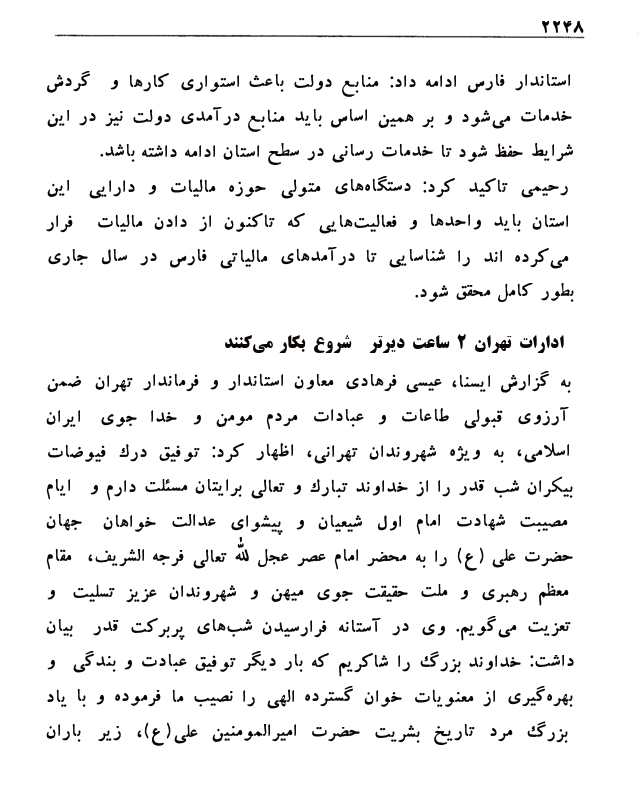 ۲۲۴۸
استاندار فارس ادامه داد: منابع دولت باعث استواری کارها و گردش
خدمات می‌شود و بر همین اساس باید منابع درآمدی دولت نیز در این
شرایط حفظ شود تا خدمات رسانی در سطح استان ادامه داشته باشد.
رحیمی تاکید کرد: دستگاه‌های متولی حوزه مالیات و دارایی این
استان باید واحدها و فعالیت‌هایی که تاکنون از دادن مالیات فرار
می‌کرده اند را شناسایی تا درآمدهای مالیاتی فارس در سال جاری
بطور کامل محقق شود.
ادارات تهران ۲ ساعت دیرتر شروع بکار می‌کنند
به گزارش ایسنا، عیسی فرهادی معاون استاندار و فرماندار تهران ضمن
آرزوی قبولی طاعات و عبادات مردم مومن و خدا جوی ایران
اسلامی، به ویژه شهروندان تهرانی، اظهار کرد: توفیق درك فیوضات
بیکران شب قدر را از خداوند تبارك و تعالی برایتان مسئلت دارم و ایام
مصیبت شهادت امام اول شیعیان و پیشوای عدالت خواهان جهان
حضرت علی (ع) را به محضر امام عصر عجل لله تعالی فرجه الشریف، مقام
معظم رهبری و ملت حقیقت جوی میهن و شهروندان عزیز تسلیت و
تعزیت می‌گویم. وی در آستانه فرارسیدن شب‌های پربرکت قدر بیان
داشت: خداوند بزرگ را شاکریم که بار دیگر توفیق عبادت و بندگی و
بهره‌گیری از معنویات خوان گسترده الهی را نصیب ما فرموده و با یاد
بزرگ مرد تاریخ بشریت حضرت امیرالمومنین علی(ع)، زیر باران